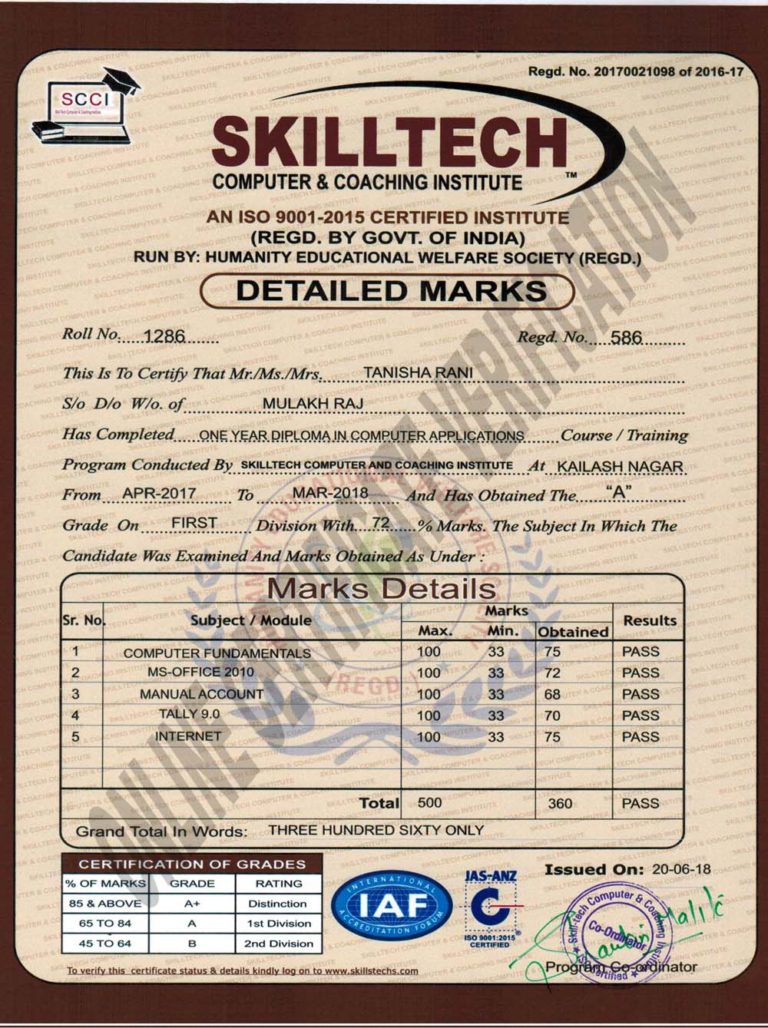 Regd. No. 20170021098 of 2016-17
SCCI
SKILLTECH
COMPUTER & COACHING INSTITUTE TM
AN ISO 9001-2015 CERTIFIED INSTITUTE
(REGD. BY GOVT. OF INDIA)
RUN BY: HUMANITY EDUCATIONAL WELFARE SOCIETY (REGD.)
DETAILED MARKS
Roll No. 1286 Regd. No. 586
This Is To Certify That Mr./Ms./Mrs. TANISHA RANI
S/o D/o W/o. of MULAKH RAJ
Has Completed ONE YEAR DIPLOMA IN COMPUTER APPLICATIONS Course / Training
Program Conducted By SKILLTECH COMPUTER AND COACHING INSTITUTE At KAILASH NAGAR
From APR-2017 To MAR-2018 And Has Obtained The "A"
Grade On FIRST Division With 72 % Marks. The Subject In Which The
Candidate Was Examined And Marks Obtained As Under :
Marks Details
Sr. No. Subject / Module Marks Results
Max. Min. Obtained
1 COMPUTER FUNDAMENTALS 100 33 75 PASS
2 MS-OFFICE 2010 100 33 72 PASS
3 MANUAL ACCOUNT 100 33 68 PASS
4 TALLY 9.0 100 33 70 PASS
5 INTERNET 100 33 75 PASS
Total 500 360 PASS
Grand Total In Words: THREE HUNDRED SIXTY ONLY
ONLINE CERTIFICATE VERIFICATION
(REGD.)
CERTIFICATION OF GRADES
% OF MARKS GRADE RATING
85 & ABOVE A+ Distinction
65 TO 84 A 1st Division
45 TO 64 B 2nd Division
INTERNATIONAL
IAF
ACCREDITATION FORUM
JAS-ANZ
ISO 9001:2015
CERTIFIED
Issued On: 20-06-18
Skill-tech Computer & Coaching Institute
Co-Ordinator
ISO Certified
Malik
Program Co-ordinator
To verify this certificate status & details kindly log on to www.skilltechs.com